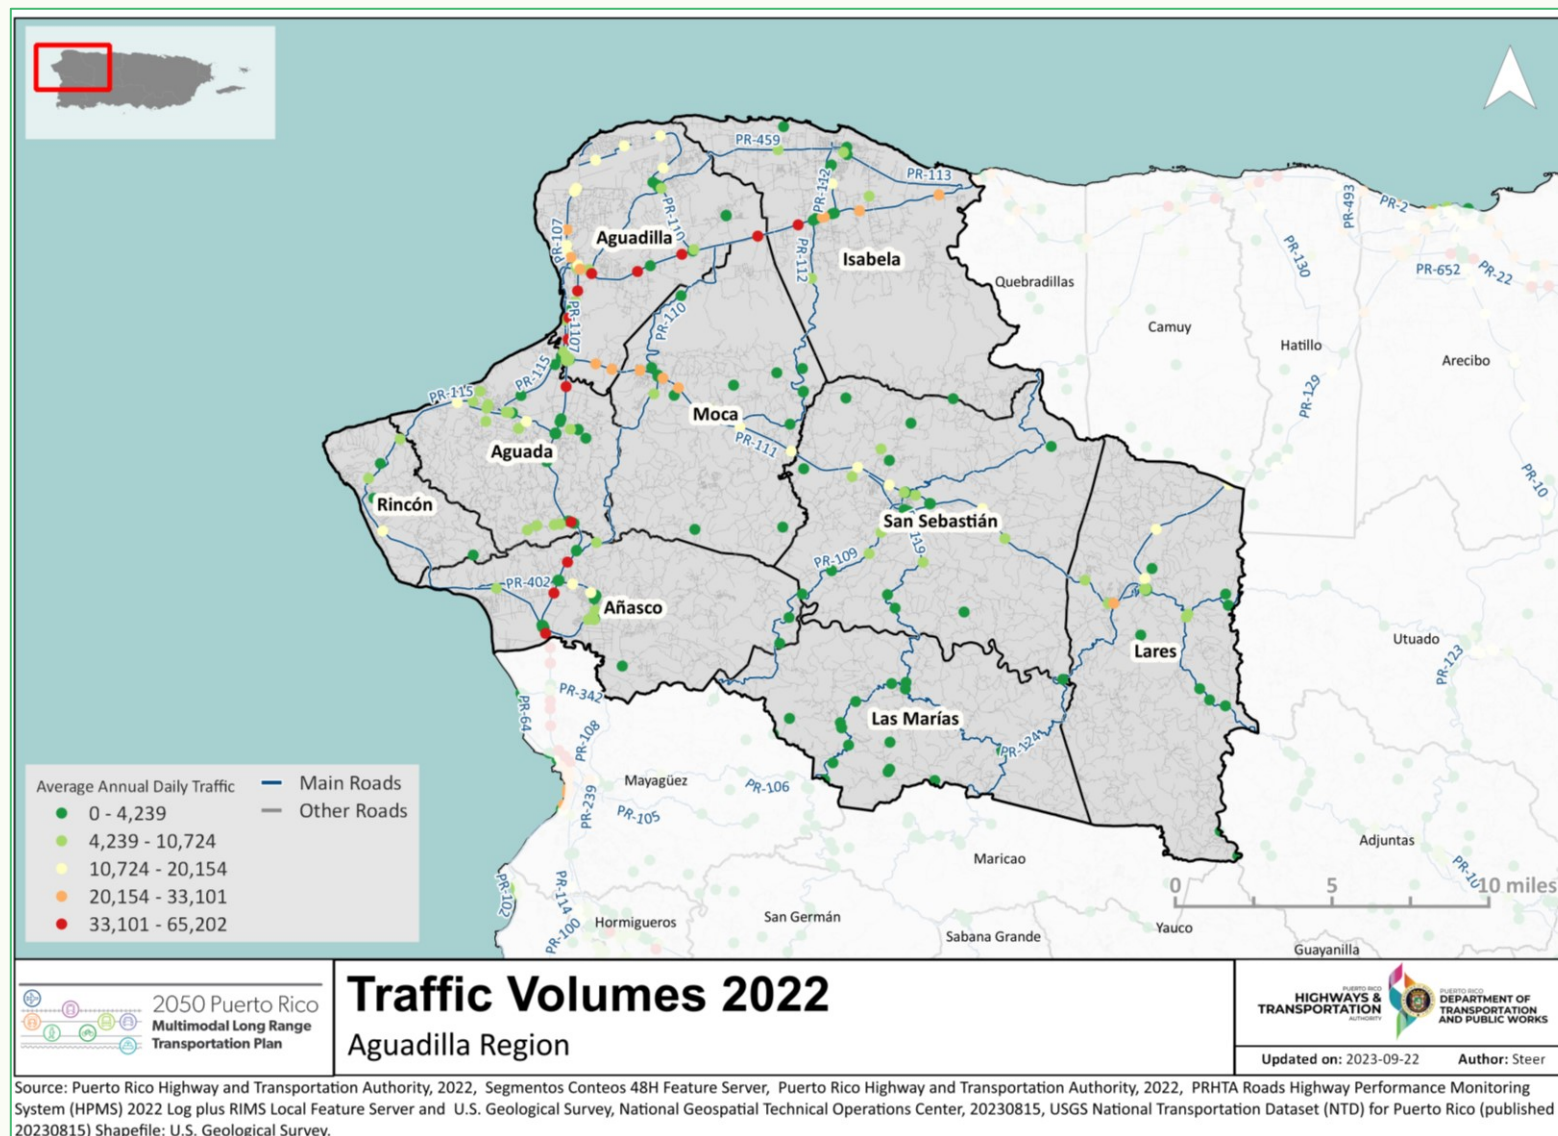 PR-459
PR-113
PR-112
PR-493
PR-2
PR-110
PR-107
Aguadilla
Isabela
PR-112
PR-130
PR-652
PR-22
Quebradillas
PR-1107
PR-110
Camuy
Hatillo
Arecibo
PR-115
PR-115
PR-129
Moca
PR-111
Aguada
PR-10
Rincón
San Sebastián
119
PR-109
PR-402
Añasco
Utuado
Lares
PR-123
PR-342
PR-64
Las Marías
PR-108
PR-124
Mayagüez
PR-106
PR-239
PR-105
Adjuntas
Maricao
PR-10
PR-102
PR-114
PR-100
Hormigueros
San Germán
Sabana Grande
Yauco
Guayanilla
0 5 10 miles
Average Annual Daily Traffic
0 - 4,239
4,239 - 10,724
10,724 - 20,154
20,154 - 33,101
33,101 - 65,202
Main Roads
Other Roads
2050 Puerto Rico
Multimodal Long Range
Transportation Plan
Traffic Volumes 2022
Aguadilla Region
PUERTO RICO
HIGHWAYS &
TRANSPORTATION
AUTHORITY
PUERTO RICO
DEPARTMENT OF
TRANSPORTATION
AND PUBLIC WORKS
Updated on: 2023-09-22 Author: Steer
Source: Puerto Rico Highway and Transportation Authority, 2022, Segmentos Conteos 48H Feature Server, Puerto Rico Highway and Transportation Authority, 2022, PRHTA Roads Highway Performance Monitoring
System (HPMS) 2022 Log plus RIMS Local Feature Server and U.S. Geological Survey, National Geospatial Technical Operations Center, 20230815, USGS National Transportation Dataset (NTD) for Puerto Rico (published
20230815) Shapefile: U.S. Geological Survey.